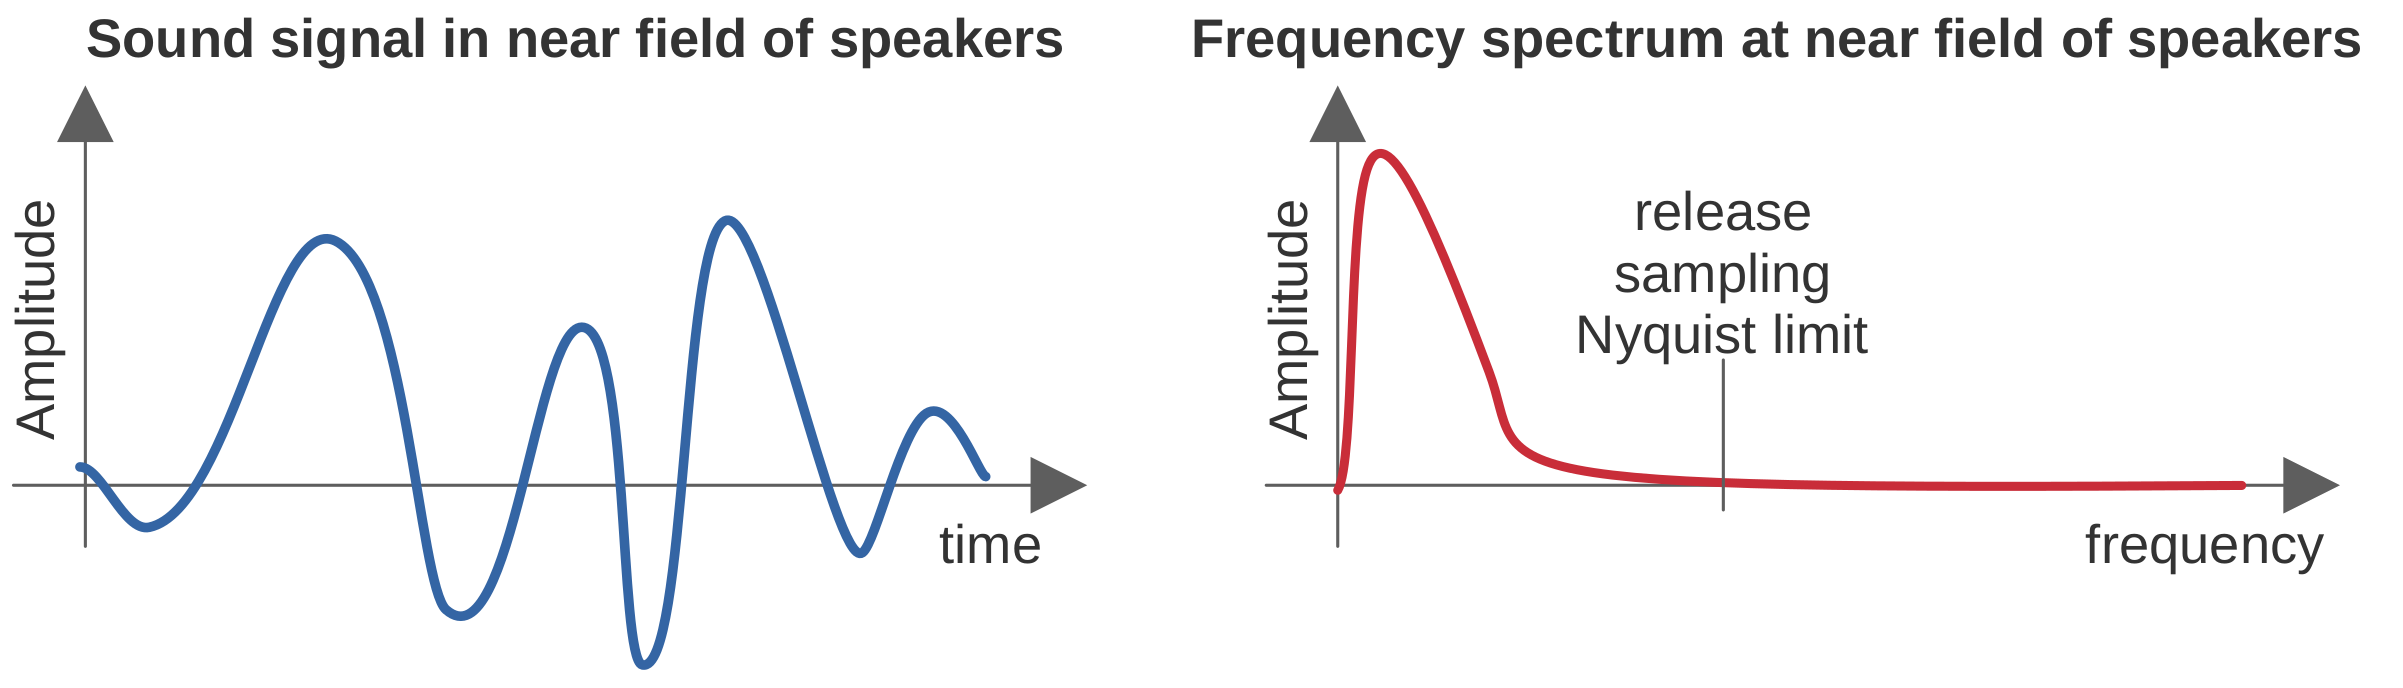 Sound signal in near field of speakers
Amplitude
time
Frequency spectrum at near field of speakers
Amplitude
release
sampling
Nyquist limit
frequency